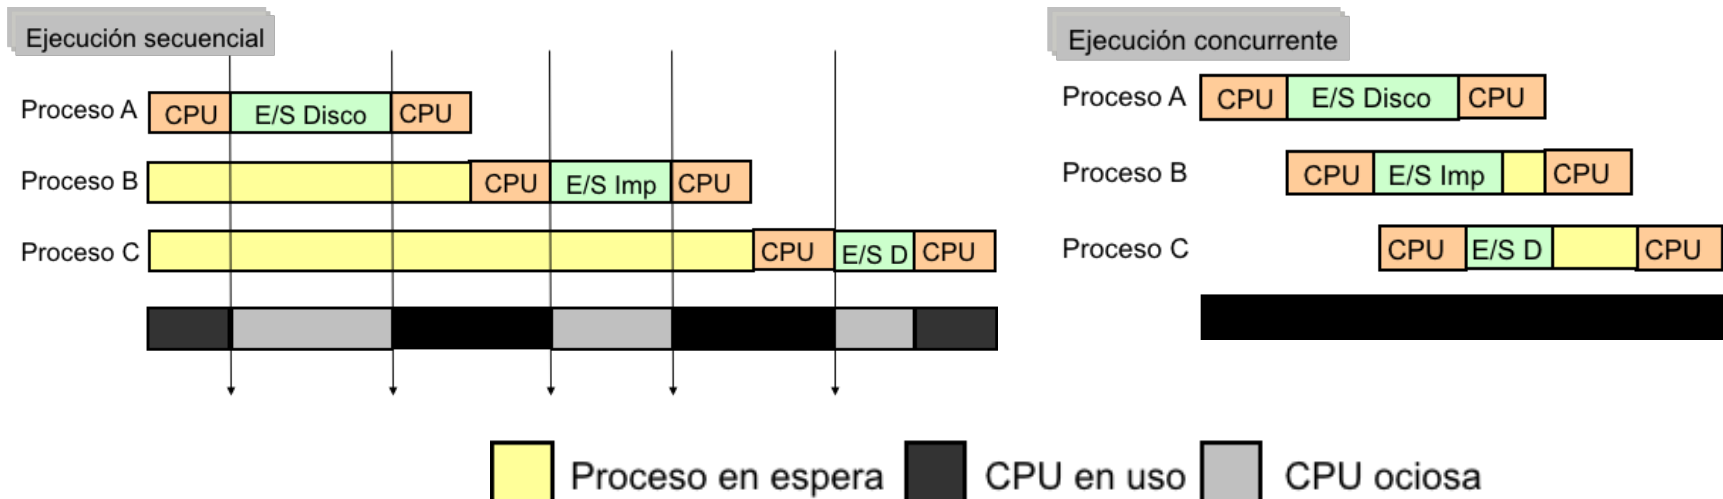 Ejecución secuencial
Proceso A CPU E/S Disco CPU
Proceso B CPU E/S Imp CPU
Proceso C CPU E/S D CPU
Ejecución concurrente
Proceso A CPU E/S Disco CPU
Proceso B CPU E/S Imp CPU
Proceso C CPU E/S D CPU
Proceso en espera CPU en uso CPU ociosa